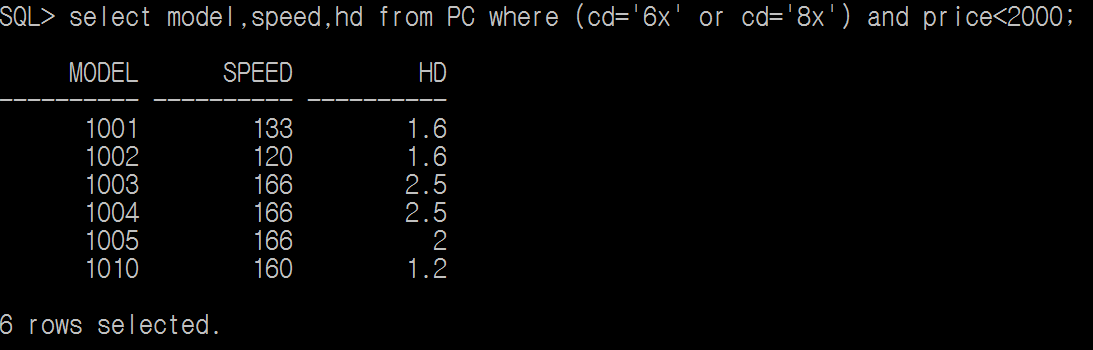 SQL> select model,speed,hd from PC where (cd='6x' or cd='8x') and price<2000;
MODEL SPEED HD
---------- ---------- ----------
1001 133 1.6
1002 120 1.6
1003 166 2.5
1004 166 2.5
1005 166 2
1010 160 1.2
6 rows selected.